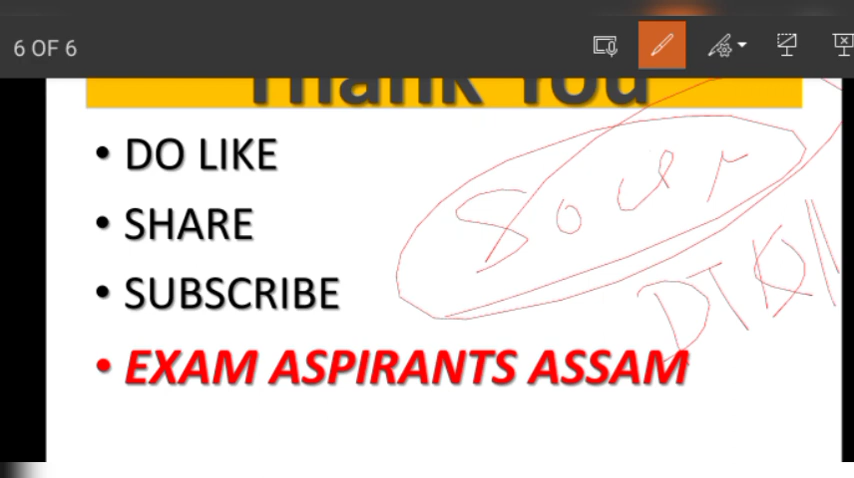 6 OF 6
Thank You
• DO LIKE
• SHARE
• SUBSCRIBE
• EXAM ASPIRANTS ASSAM